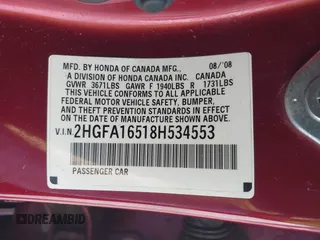 MFD. BY HONDA OF CANADA MFG., 08/'08
A DIVISION OF HONDA CANADA INC. CANADA
GVWR 3671LBS GAWR F 1940LBS R 1731LBS
THIS VEHICLE CONFORMS TO ALL APPLICABLE
FEDERAL MOTOR VEHICLE SAFETY, BUMPER,
AND THEFT PREVENTION STANDARDS IN EFFECT
ON THE DATE OF MANUFACTURE SHOWN ABOVE.
V.I.N. 2HGFA16518H534553
PASSENGER CAR
DREAMBID